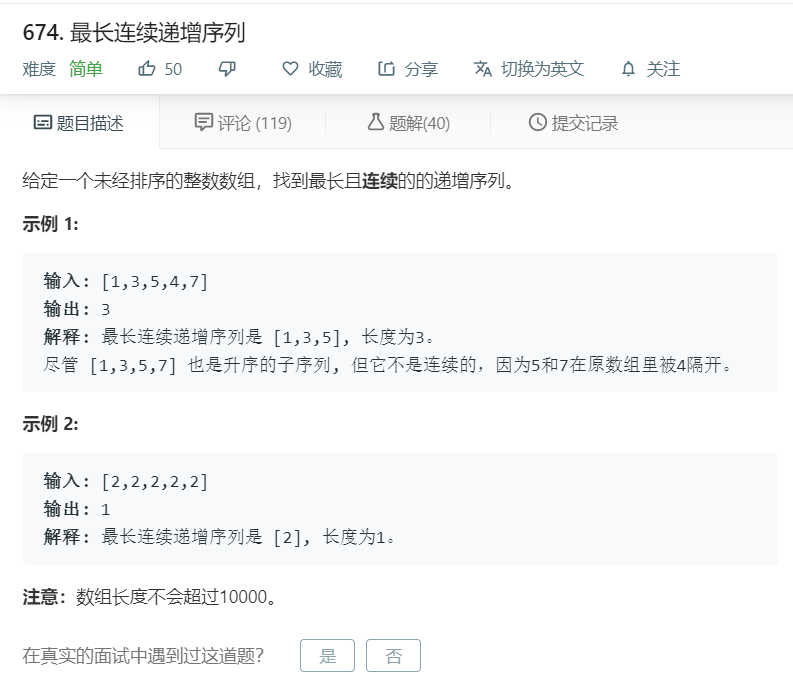 674. 最长连续递增序列
难度 简单 50 收藏 分享 切换为英文 关注
题目描述 评论 (119) 题解(40) 提交记录
给定一个未经排序的整数数组，找到最长且连续的的递增序列。
示例 1:
输入: [1,3,5,4,7]
输出: 3
解释: 最长连续递增序列是 [1,3,5], 长度为3。
尽管 [1,3,5,7] 也是升序的子序列, 但它不是连续的，因为5和7在原数组里被4隔开。
示例 2:
输入: [2,2,2,2,2]
输出: 1
解释: 最长连续递增序列是 [2], 长度为1。
注意：数组长度不会超过10000。
在真实的面试中遇到过这道题？ 是 否